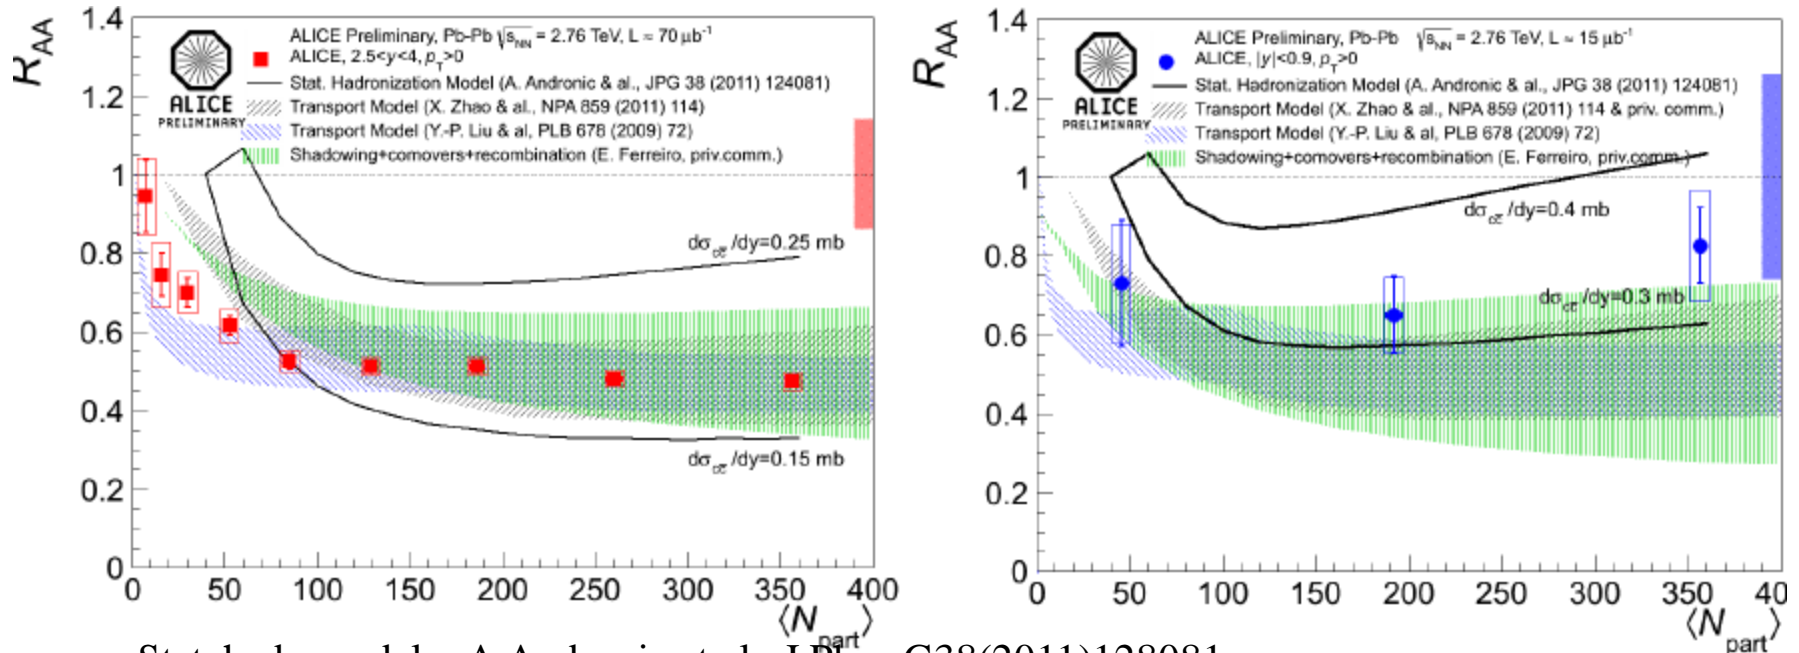 1.4
1.2
1
0.8
0.6
0.4
0.2
0
R_AA
ALICE
PRELIMINARY
ALICE Preliminary, Pb-Pb √s_NN = 2.76 TeV, L ≈ 70 μb⁻¹
ALICE, 2.5<y<4, p_T>0
Stat. Hadronization Model (A. Andronic & al., JPG 38 (2011) 124081)
Transport Model (X. Zhao & al., NPA 859 (2011) 114)
Transport Model (Y.-P. Liu & al, PLB 678 (2009) 72)
Shadowing+comovers+recombination (E. Ferreiro, priv.comm.)
dσ_cc̅ /dy=0.25 mb
dσ_cc̅ /dy=0.15 mb
0 50 100 150 200 250 300 350 400
⟨N_part⟩
1.4
1.2
1
0.8
0.6
0.4
0.2
0
R_AA
ALICE
PRELIMINARY
ALICE Preliminary, Pb-Pb √s_NN = 2.76 TeV, L ≈ 15 μb⁻¹
ALICE, |y|<0.9, p_T>0
Stat. Hadronization Model (A. Andronic & al., JPG 38 (2011) 124081)
Transport Model (X. Zhao & al., NPA 859 (2011) 114 & priv. comm.)
Transport Model (Y.-P. Liu & al, PLB 678 (2009) 72)
Shadowing+comovers+recombination (E. Ferreiro, priv.comm.)
dσ_cc̅ /dy=0.4 mb
dσ_cc̅ /dy=0.3 mb
0 50 100 150 200 250 300 350 40
⟨N_part⟩
G38(2011)128081